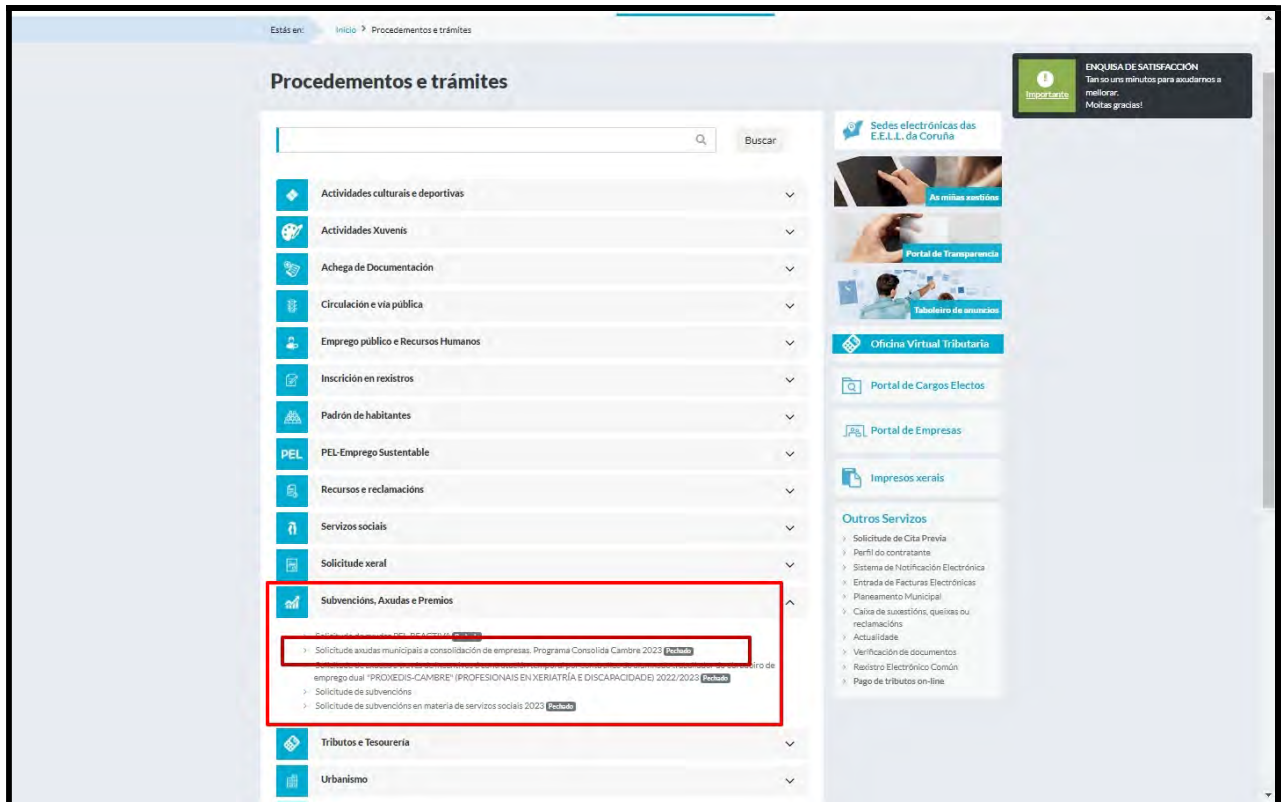 Estás en: Inicio > Procedementos e trámites
Procedementos e trámites
Buscar
Actividades culturais e deportivas
Actividades Xuvenís
Achega de Documentación
Circulación e vía pública
Emprego público e Recursos Humanos
Inscrición en rexistros
Padrón de habitantes
PEL PEL-Emprego Sustentable
Recursos e reclamacións
Servizos sociais
Solicitude xeral
Subvencións, Axudas e Premios
> Solicitude axudas municipais a consolidación de empresas. Programa Consolida Cambre 2023 Pechado
emprego dual "PROXEDIS-CAMBRE" (PROFESIONAIS EN XERIATRÍA E DISCAPACIDADE) 2022/2023 Pechado
> Solicitude de subvencións
> Solicitude de subvencións en materia de servizos sociais 2023 Pechado
Tributos e Tesourería
Urbanismo
Sedes electrónicas das
E.E.L.L. da Coruña
As miñas xestións
Portal de Transparencia
Taboleiro de anuncios
Oficina Virtual Tributaria
Portal de Cargos Electos
Portal de Empresas
Impresos xerais
Outros Servizos
> Solicitude de Cita Previa
> Perfil do contratante
> Sistema de Notificación Electrónica
> Entrada de Facturas Electrónicas
> Planeamento Municipal
> Caixa de suxestións, queixas ou
reclamacións
> Actualidade
> Verificación de documentos
> Rexistro Electrónico Común
> Pago de tributos on-line
Importante
ENQUISA DE SATISFACCIÓN
Tan so uns minutos para axudarnos a
mellorar.
Moitas gracias!